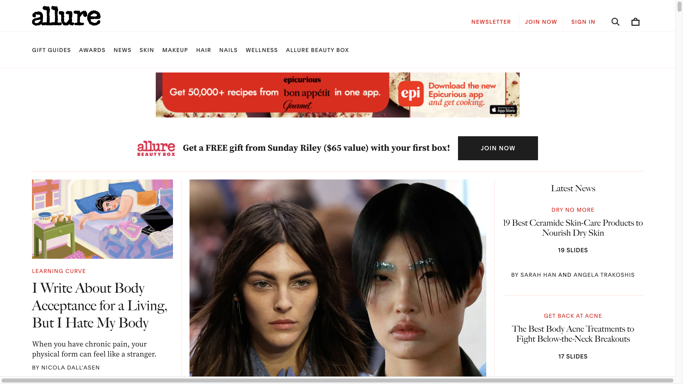 allure
NEWSLETTER
JOIN NOW
SIGN IN
GIFT GUIDES
AWARDS
NEWS
SKIN
MAKEUP
HAIR
NAILS
WELLNESS
ALLURE BEAUTY BOX
Get 50,000+ recipes from
epicurious
bon appétit
Gourmet
in one app.
epi
Download the new
Epicurious app
and get cooking.
App Store
allure
BEAUTY BOX
Get a FREE gift from Sunday Riley ($65 value) with your first box!
JOIN NOW
LEARNING CURVE
I Write About Body
Acceptance for a Living,
But I Hate My Body
When you have chronic pain, your
physical form can feel like a stranger.
BY NICOLA DALL'ASEN
Latest News
DRY NO MORE
19 Best Ceramide Skin-Care Products to
Nourish Dry Skin
19 SLIDES
BY SARAH HAN AND ANGELA TRAKOSHIS
GET BACK AT ACNE
The Best Body Acne Treatments to
Fight Below-the-Neck Breakouts
17 SLIDES